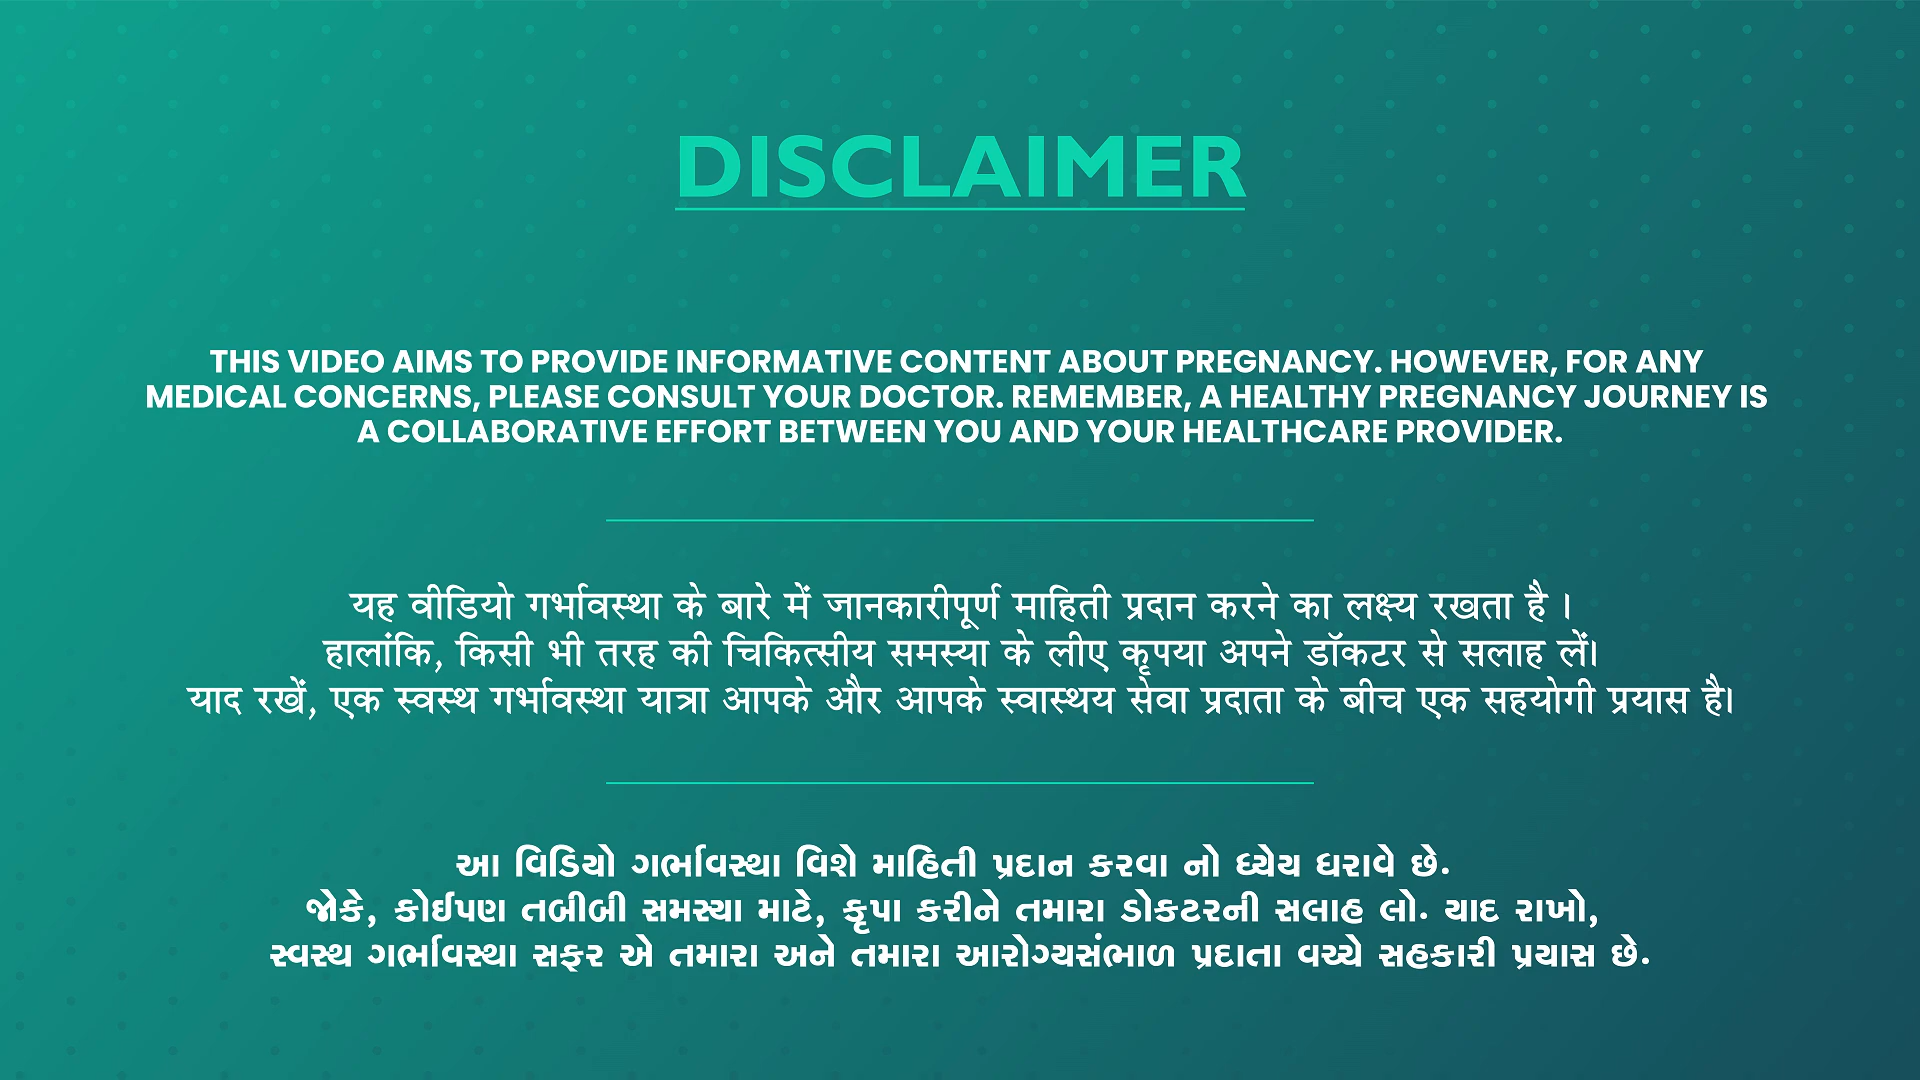 DISCLAIMER
THIS VIDEO AIMS TO PROVIDE INFORMATIVE CONTENT ABOUT PREGNANCY. HOWEVER, FOR ANY
MEDICAL CONCERNS, PLEASE CONSULT YOUR DOCTOR. REMEMBER, A HEALTHY PREGNANCY JOURNEY IS
A COLLABORATIVE EFFORT BETWEEN YOU AND YOUR HEALTHCARE PROVIDER.
यह वीडियो गर्भावस्था के बारे में जानकारीपूर्ण माहिती प्रदान करने का लक्ष्य रखता है ।
हालांकि, किसी भी तरह की चिकित्सीय समस्या के लीए कृपया अपने डॉकटर से सलाह लें।
याद रखें, एक स्वस्थ गर्भावस्था यात्रा आपके और आपके स्वास्थय सेवा प्रदाता के बीच एक सहयोगी प्रयास है।
આ વિડિયો ગર્ભાવસ્થા વિશે માહિતી પ્રદાન કરવા નો ધ્યેય ધરાવે છે.
જોકે, કોઈપણ તબીબી સમસ્યા માટે, કૃપા કરીને તમારા ડોકટરની સલાહ લો. યાદ રાખો,
સ્વસ્થ ગર્ભાવસ્થા સફર એ તમારા અને તમારા આરોગ્યસંભાળ પ્રદાતા વચ્ચે સહકારી પ્રયાસ છે.